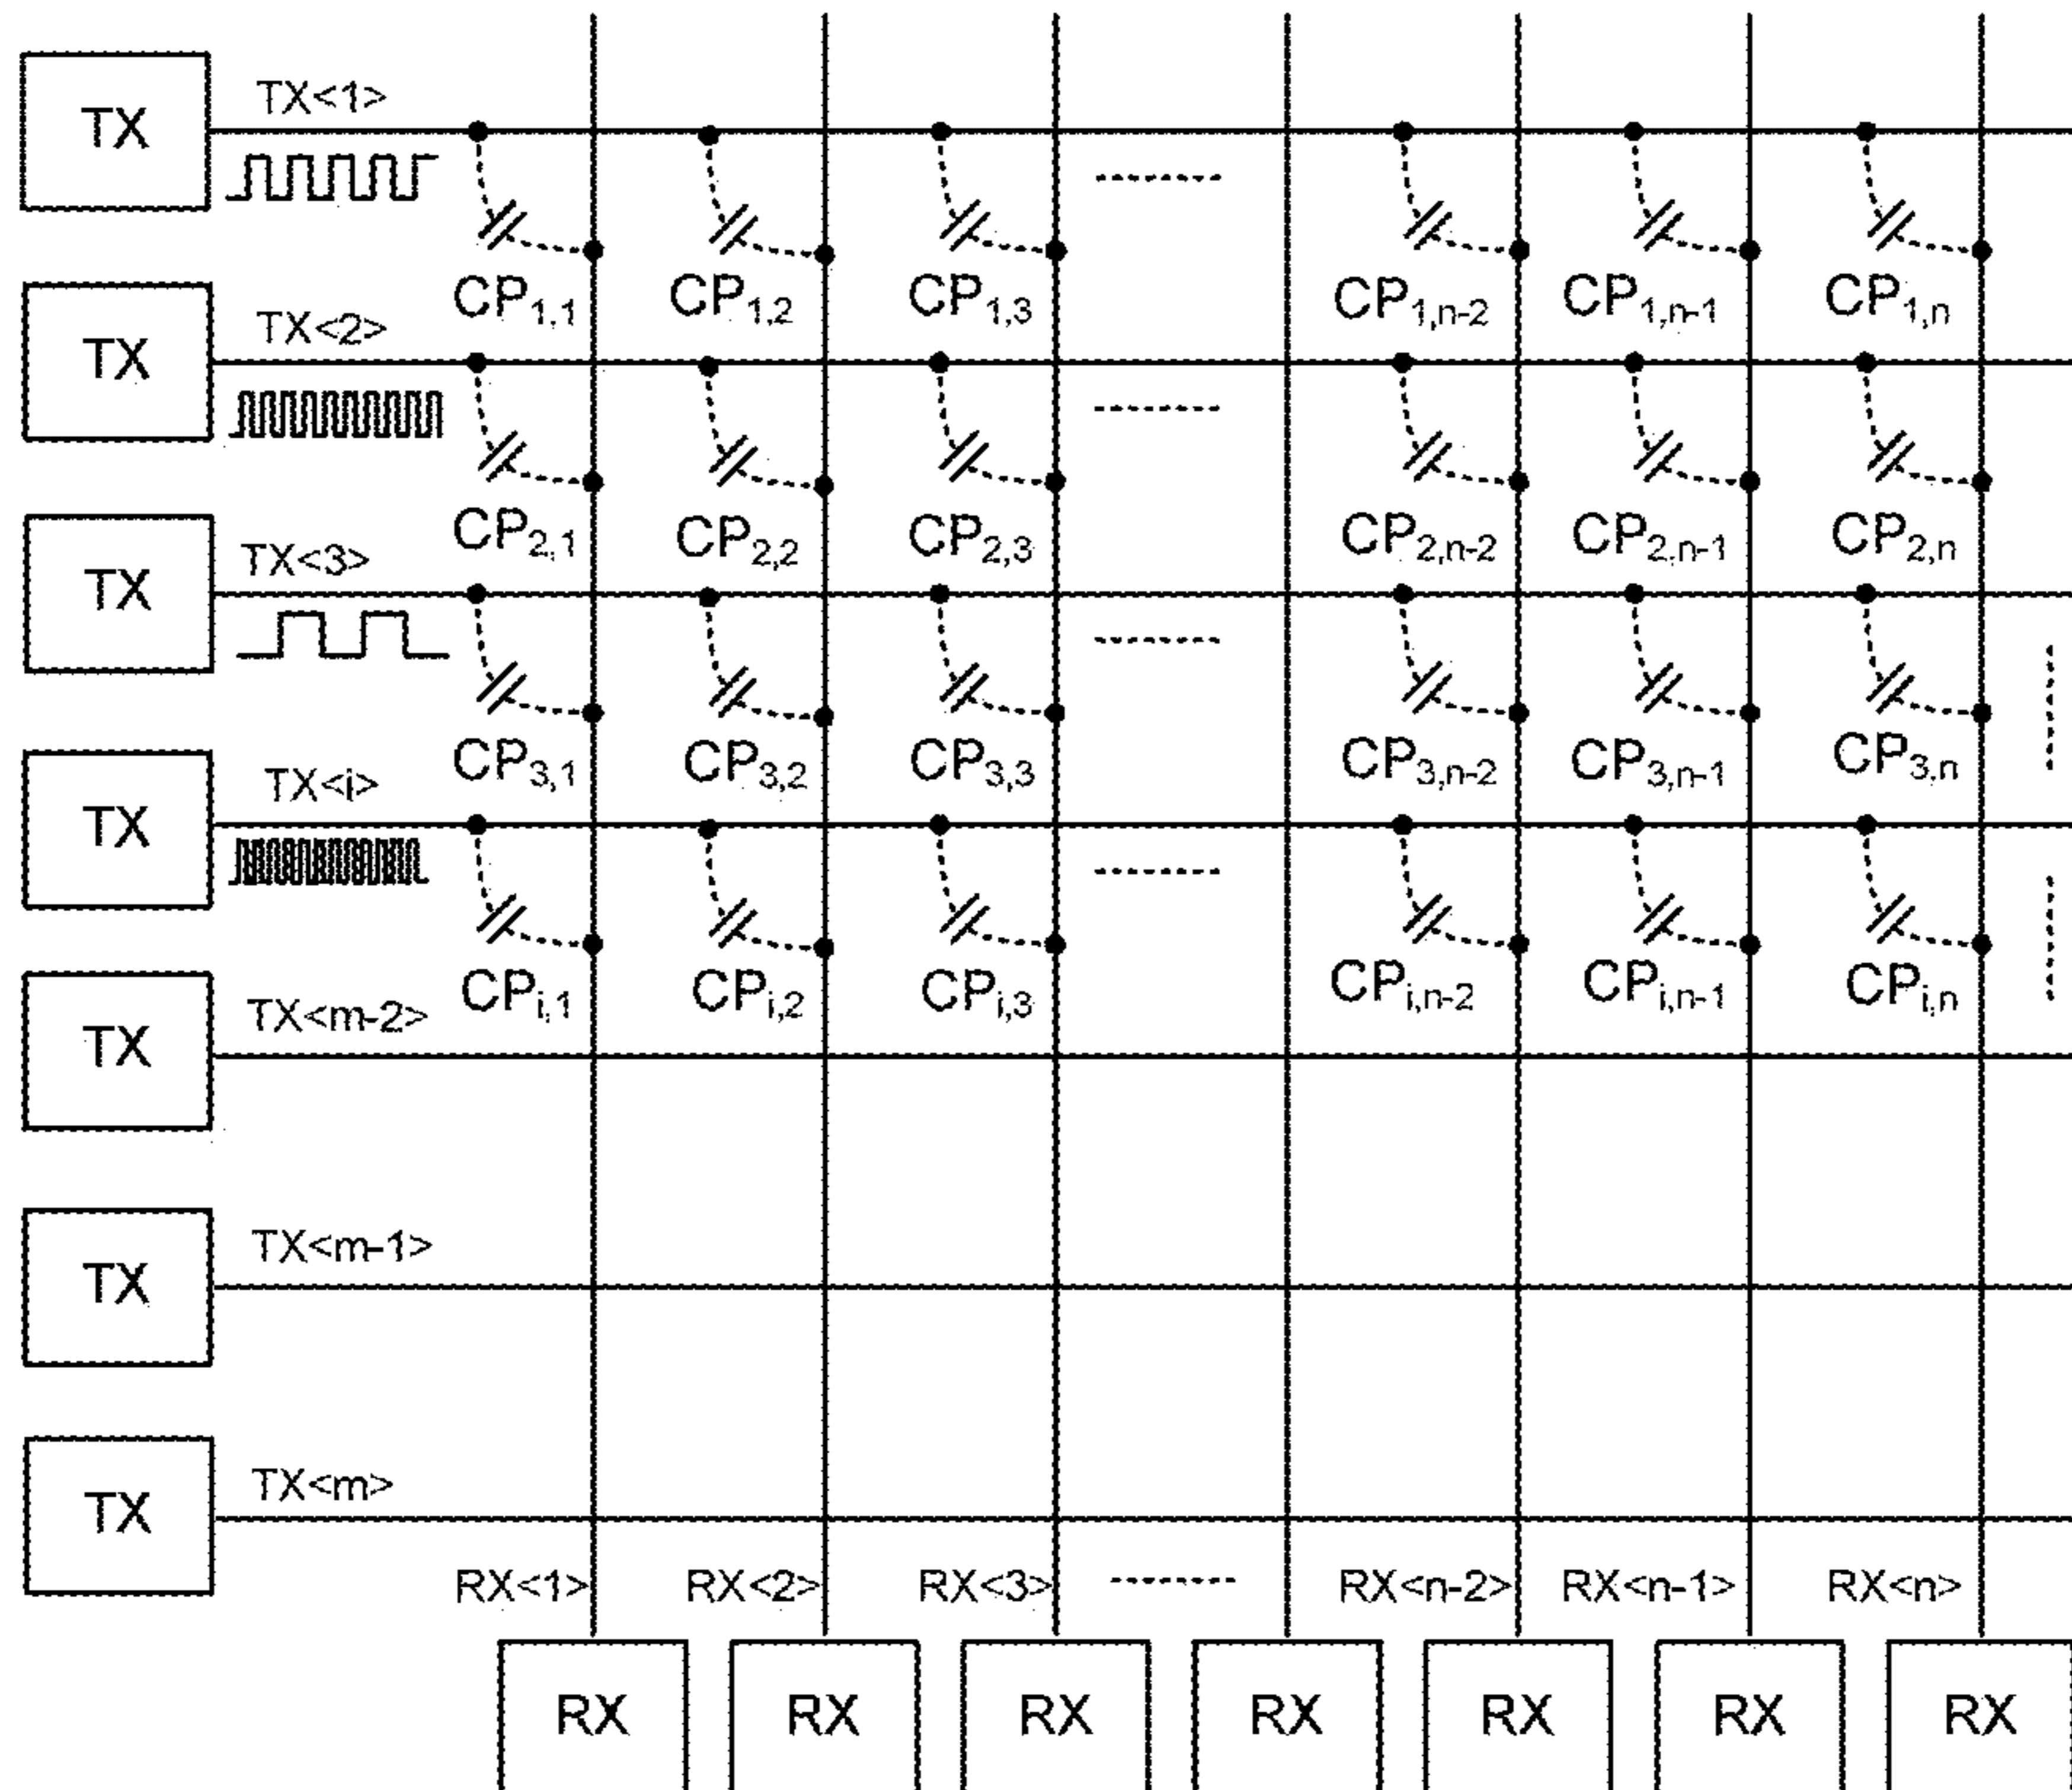 TX<1>
TX
CP1,1 CP1,2 CP1,3 CP1,n-2 CP1,n-1 CP1,n
TX<2>
TX
CP2,1 CP2,2 CP2,3 CP2,n-2 CP2,n-1 CP2,n
TX<3>
TX
CP3,1 CP3,2 CP3,3 CP3,n-2 CP3,n-1 CP3,n
TX<i>
TX
CPi,1 CPi,2 CPi,3 CPi,n-2 CPi,n-1 CPi,n
TX<m-2>
TX
TX<m-1>
TX
TX<m>
TX
RX<1> RX<2> RX<3> RX<n-2> RX<n-1> RX<n>
RX RX RX RX RX RX RX